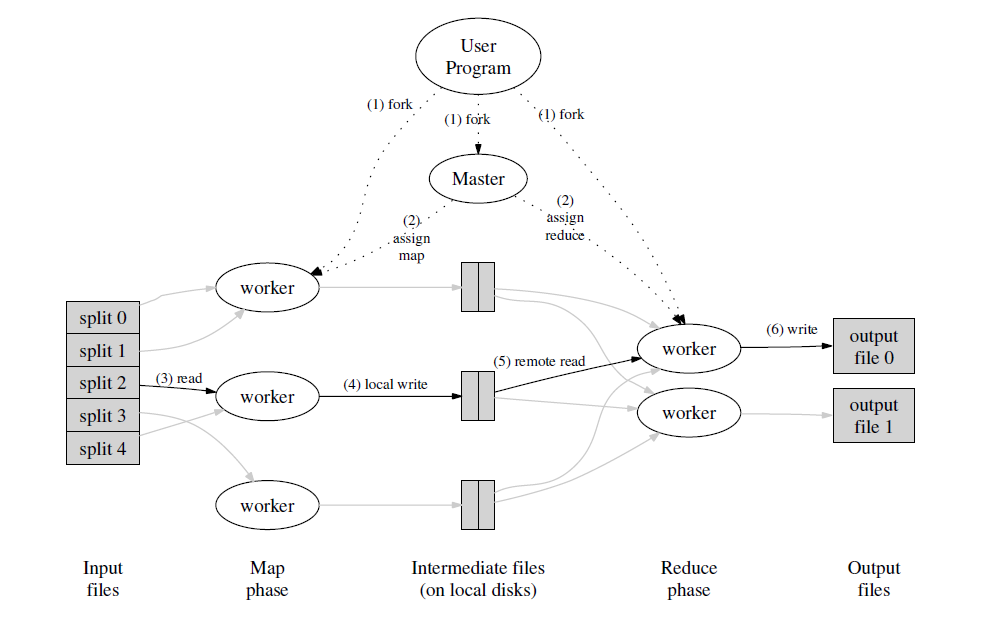 User
Program
(1) fork
(1) fork
(1) fork
Master
(2)
assign
map
(2)
assign
reduce
worker
split 0
split 1
split 2
split 3
split 4
(3) read
worker
(4) local write
(5) remote read
worker
worker
worker
(6) write
output
file 0
output
file 1
Input
files
Map
phase
Intermediate files
(on local disks)
Reduce
phase
Output
files